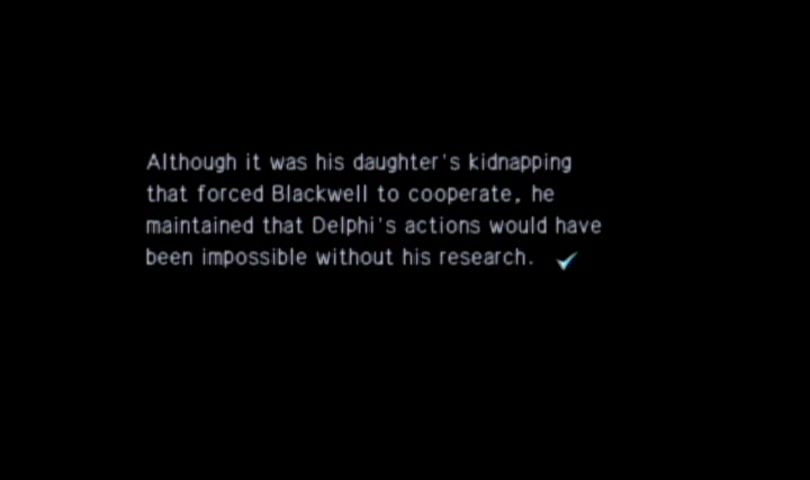 Although it was his daughter's kidnapping
that forced Blackwell to cooperate, he
maintained that Delphi's actions would have
been impossible without his research.